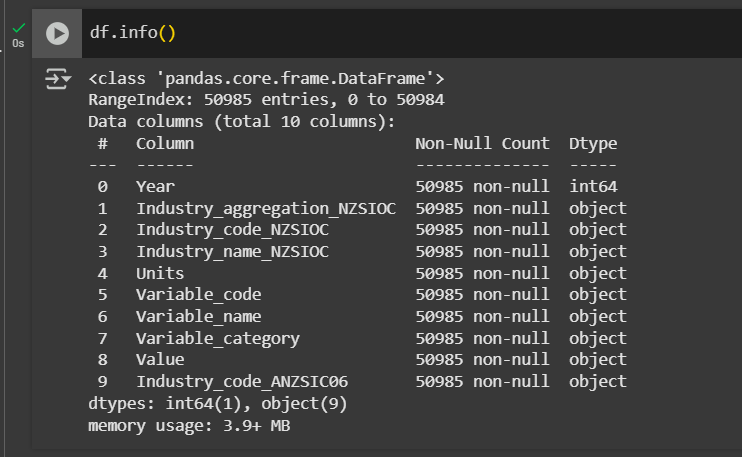 0s
df.info()
<class 'pandas.core.frame.DataFrame'>
RangeIndex: 50985 entries, 0 to 50984
Data columns (total 10 columns):
 #   Column                       Non-Null Count  Dtype
---  ------                       --------------  -----
 0   Year                         50985 non-null  int64
 1   Industry_aggregation_NZSIOC  50985 non-null  object
 2   Industry_code_NZSIOC         50985 non-null  object
 3   Industry_name_NZSIOC         50985 non-null  object
 4   Units                        50985 non-null  object
 5   Variable_code                50985 non-null  object
 6   Variable_name                50985 non-null  object
 7   Variable_category            50985 non-null  object
 8   Value                        50985 non-null  object
 9   Industry_code_ANZSIC06       50985 non-null  object
dtypes: int64(1), object(9)
memory usage: 3.9+ MB